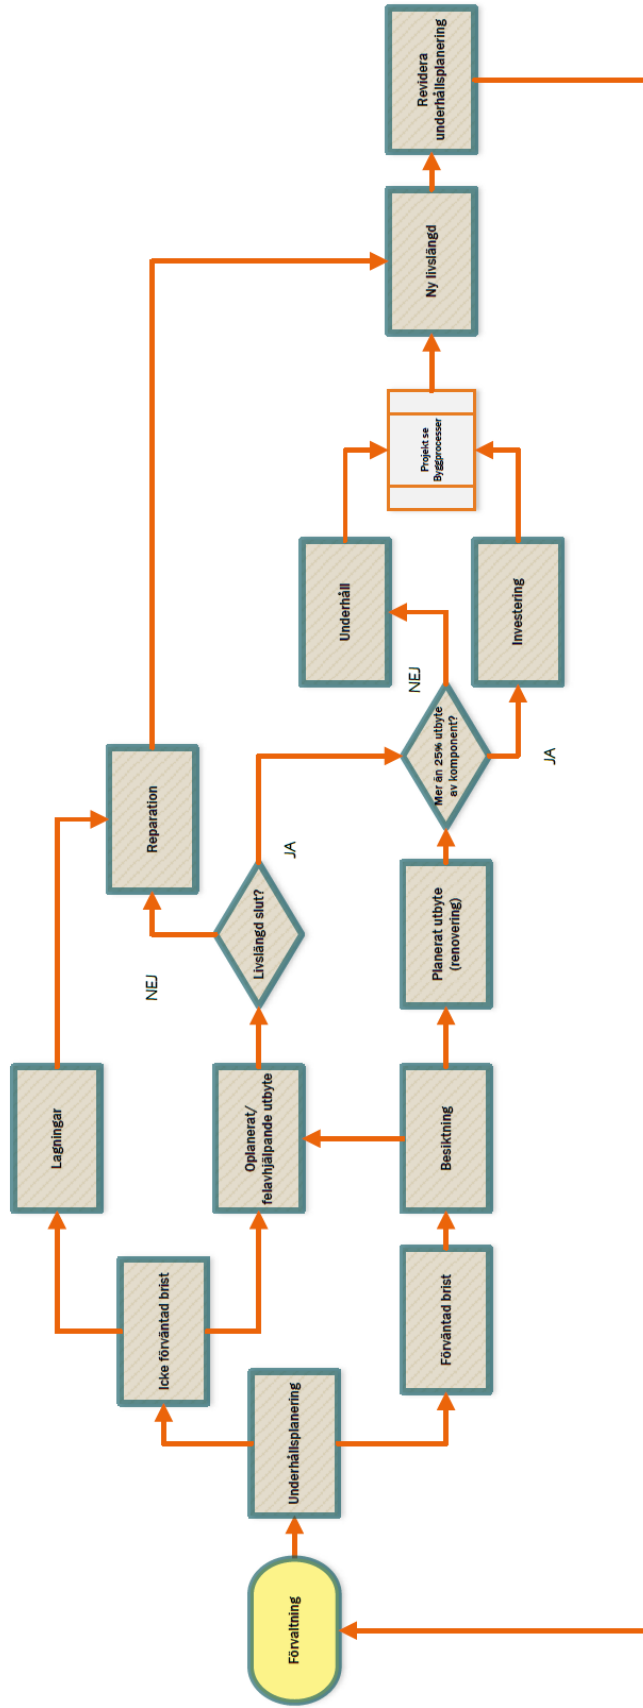 Förvaltning
Underhållsplanering
Icke förväntad brist
Förväntad brist
Lagningar
Oplanerat/
felavhjälpande utbyte
Besiktning
NEJ
Livslängd slut?
JA
Planerat utbyte
(renovering)
Reparation
Mer än 25% utbyte
av komponent?
NEJ
JA
Underhåll
Investering
Projekt se
Byggprocesser
Ny livslängd
Revidera
underhållsplanering